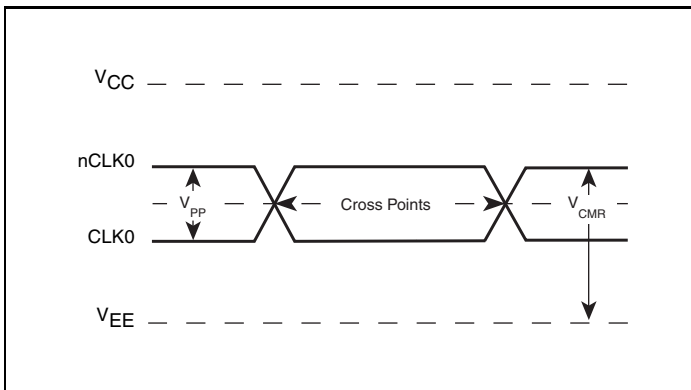 VCC
nCLK0
VPP
Cross Points
VCMR
CLK0
VEE